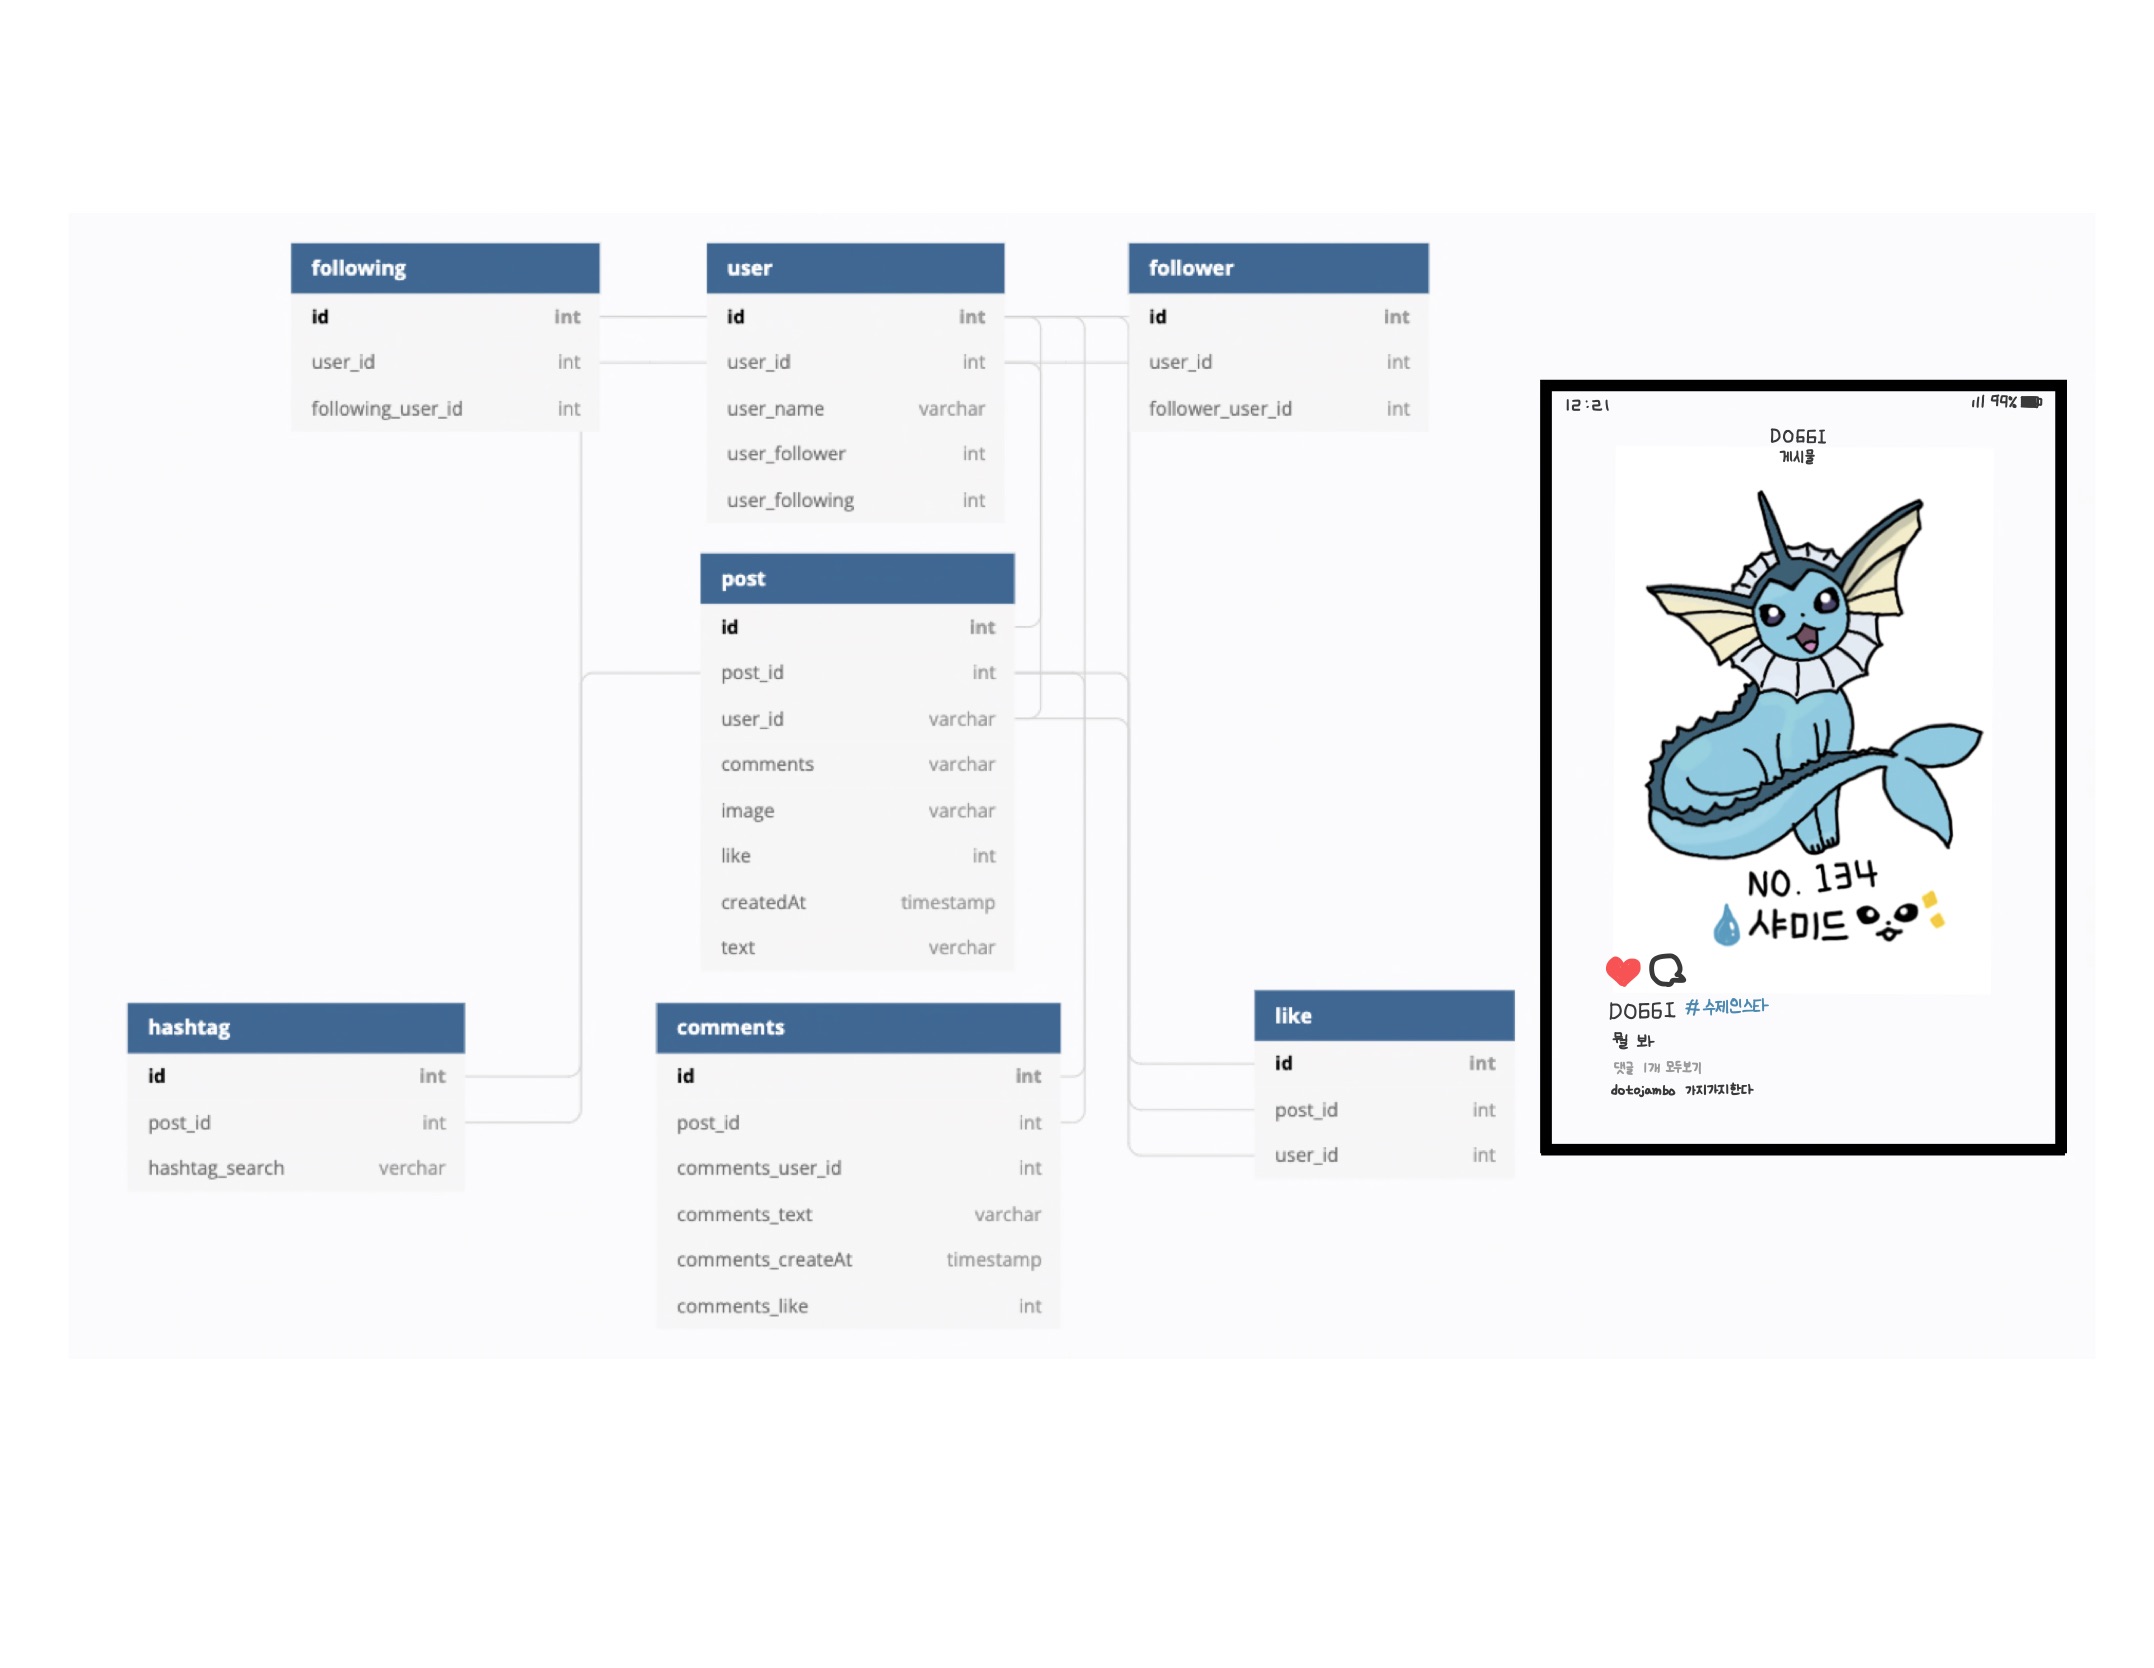 following
id int
user_id int
following_user_id int
user
id int
user_id int
user_name varchar
user_follower int
user_following int
follower
id int
user_id int
follower_user_id int
post
id int
post_id int
user_id varchar
comments varchar
image varchar
like int
createdAt timestamp
text verchar
hashtag
id int
post_id int
hashtag_search verchar
comments
id int
post_id int
comments_user_id int
comments_text varchar
comments_createAt timestamp
comments_like int
like
id int
post_id int
user_id int
12:21 99%
DOGGI
게시물
NO. 134
샤미드
DOGGI #수제인스타
뭘 봐
댓글 1개 모두보기
dotojambo 가지가지한다